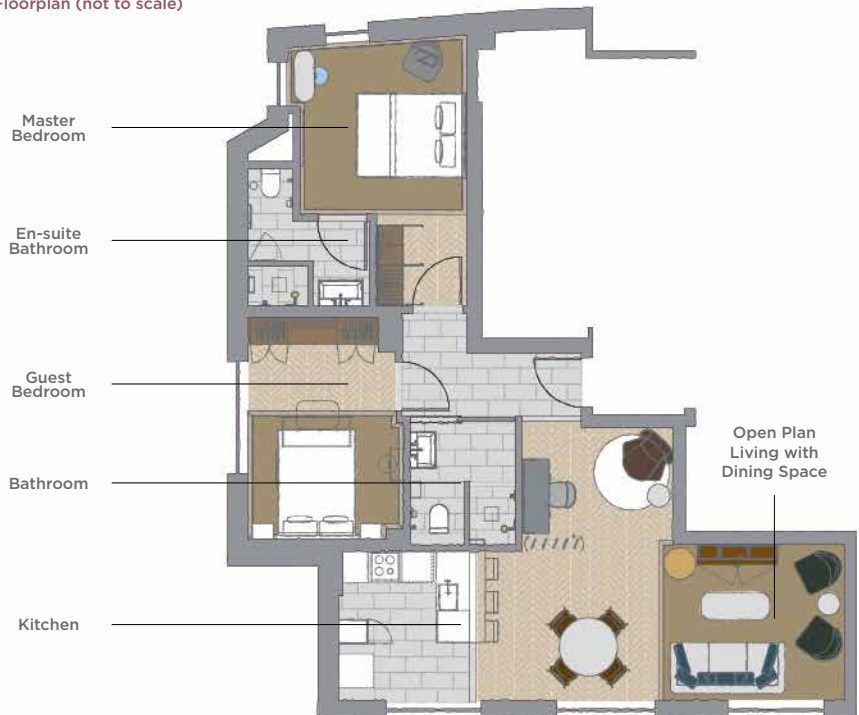 Floorplan (not to scale)
Master
Bedroom
En-suite
Bathroom
Guest
Bedroom
Bathroom
Kitchen
Open Plan
Living with
Dining Space